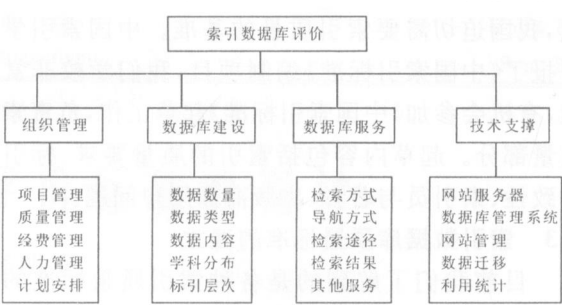 索引数据库评价
组织管理
数据库建设
数据库服务
技术支撑
项目管理
质量管理
经费管理
人力管理
计划安排
数据数量
数据类型
数据内容
学科分布
标引层次
检索方式
导航方式
检索途径
检索结果
其他服务
网站服务器
数据库管理系统
网站管理
数据迁移
利用统计